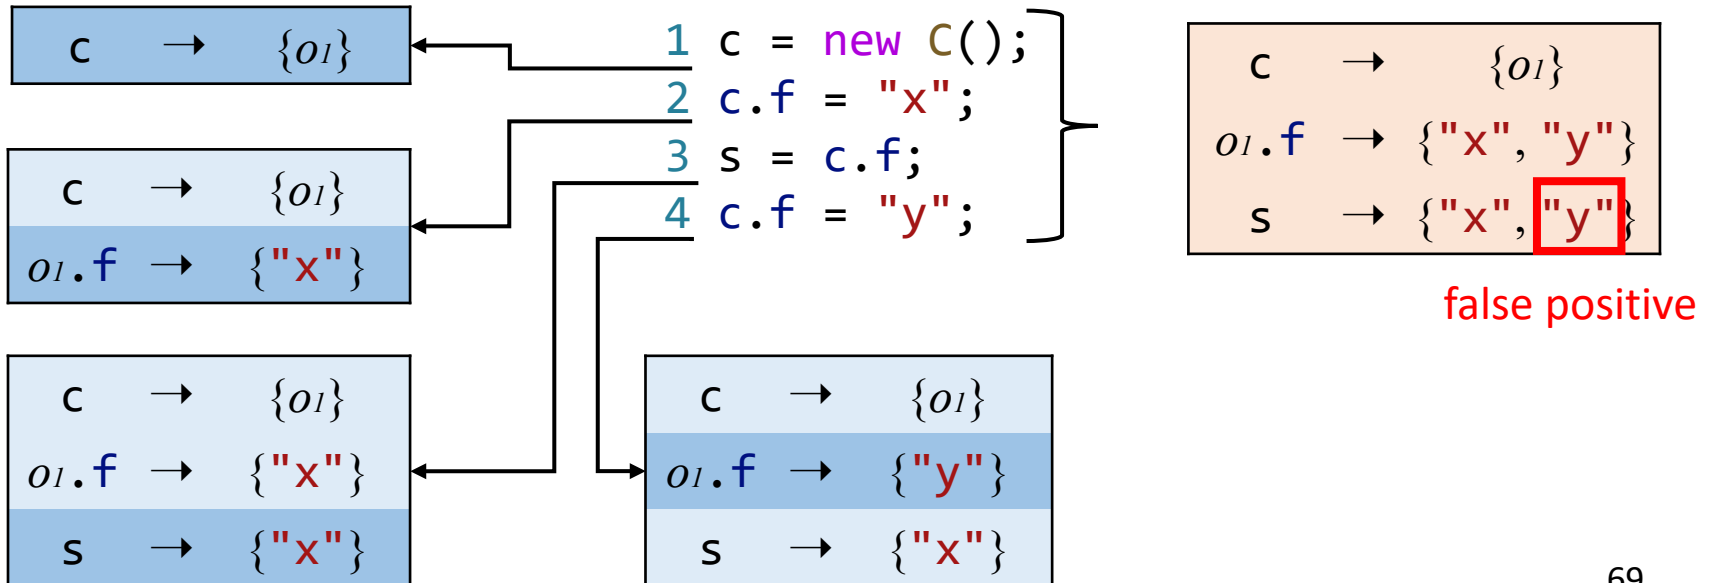 c → {o1}
1 c = new C();
2 c.f = "x";
3 s = c.f;
4 c.f = "y";
c → {o1}
o1.f → {"x", "y"}
s → {"x", "y"}
false positive
c → {o1}
o1.f → {"x"}
c → {o1}
o1.f → {"x"}
s → {"x"}
c → {o1}
o1.f → {"y"}
s → {"x"}
69